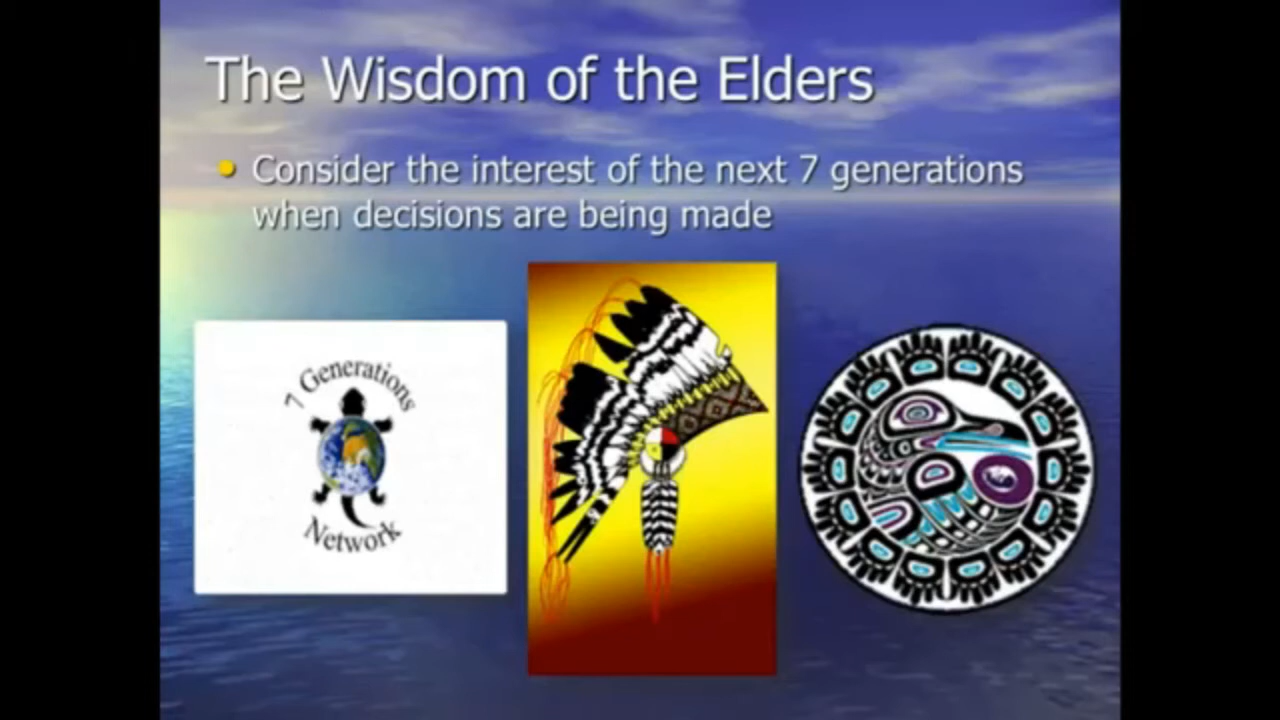 The Wisdom of the Elders
Consider the interest of the next 7 generations
when decisions are being made
7 Generations
Network